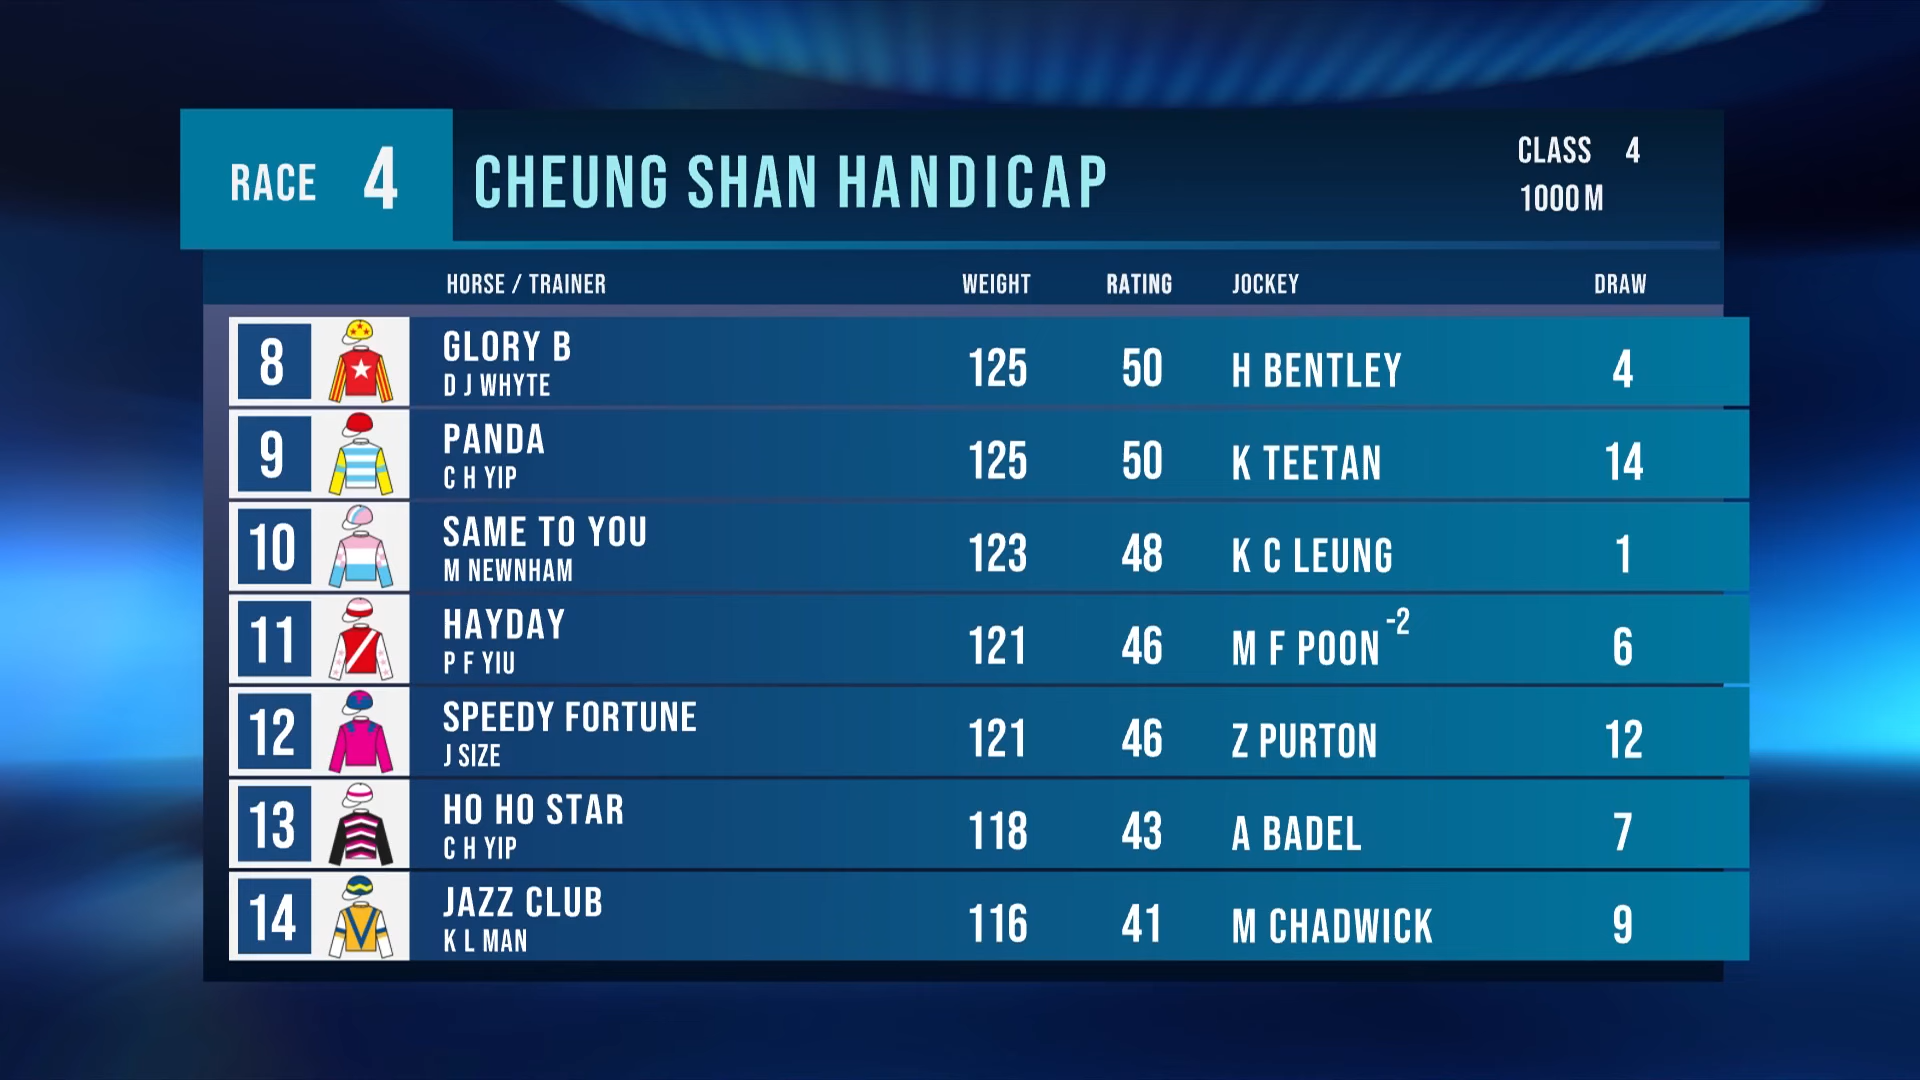 RACE 4
CHEUNG SHAN HANDICAP
CLASS 4
1000 M
HORSE / TRAINER WEIGHT RATING JOCKEY DRAW
8 GLORY B 125 50 H BENTLEY 4
D J WHYTE
9 PANDA 125 50 K TEETAN 14
C H YIP
10 SAME TO YOU 123 48 K C LEUNG 1
M NEWNHAM
11 HAYDAY 121 46 M F POON -2 6
P F YIU
12 SPEEDY FORTUNE 121 46 Z PURTON 12
J SIZE
13 HO HO STAR 118 43 A BADEL 7
C H YIP
14 JAZZ CLUB 116 41 M CHADWICK 9
K L MAN